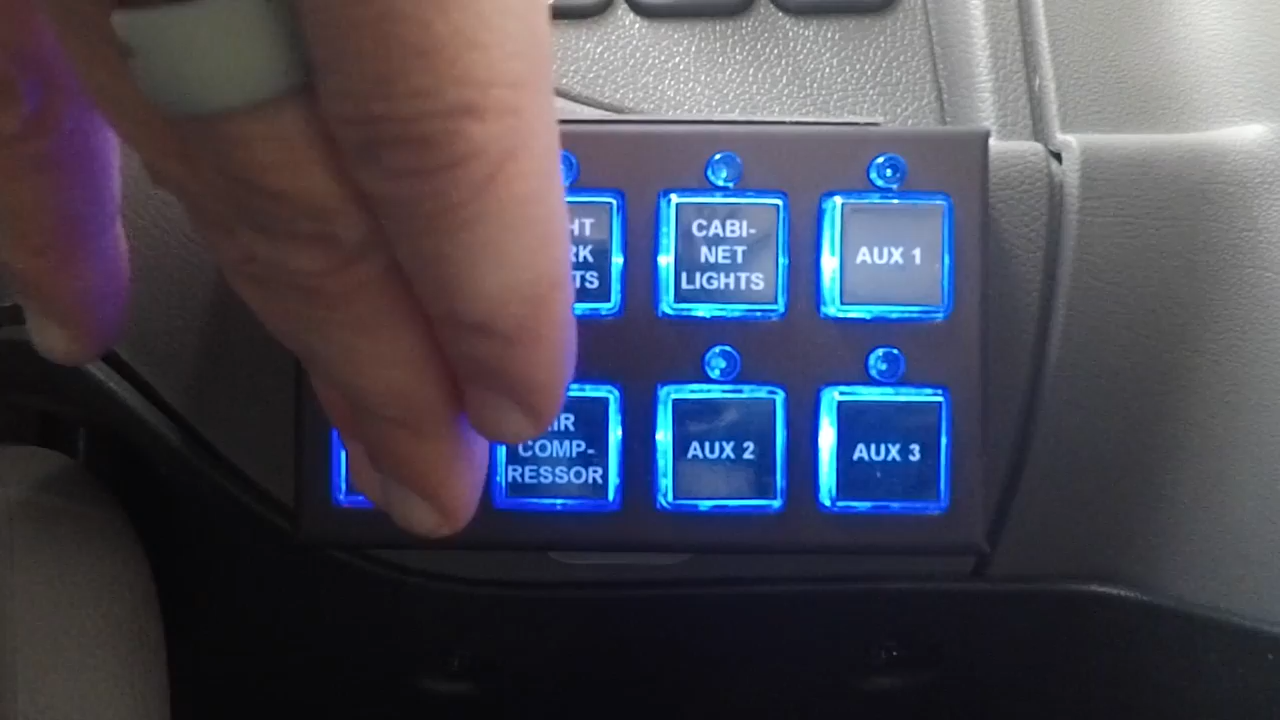 CABI-
NET
LIGHTS
AUX 1
COMP-
RESSOR
AUX 2
AUX 3